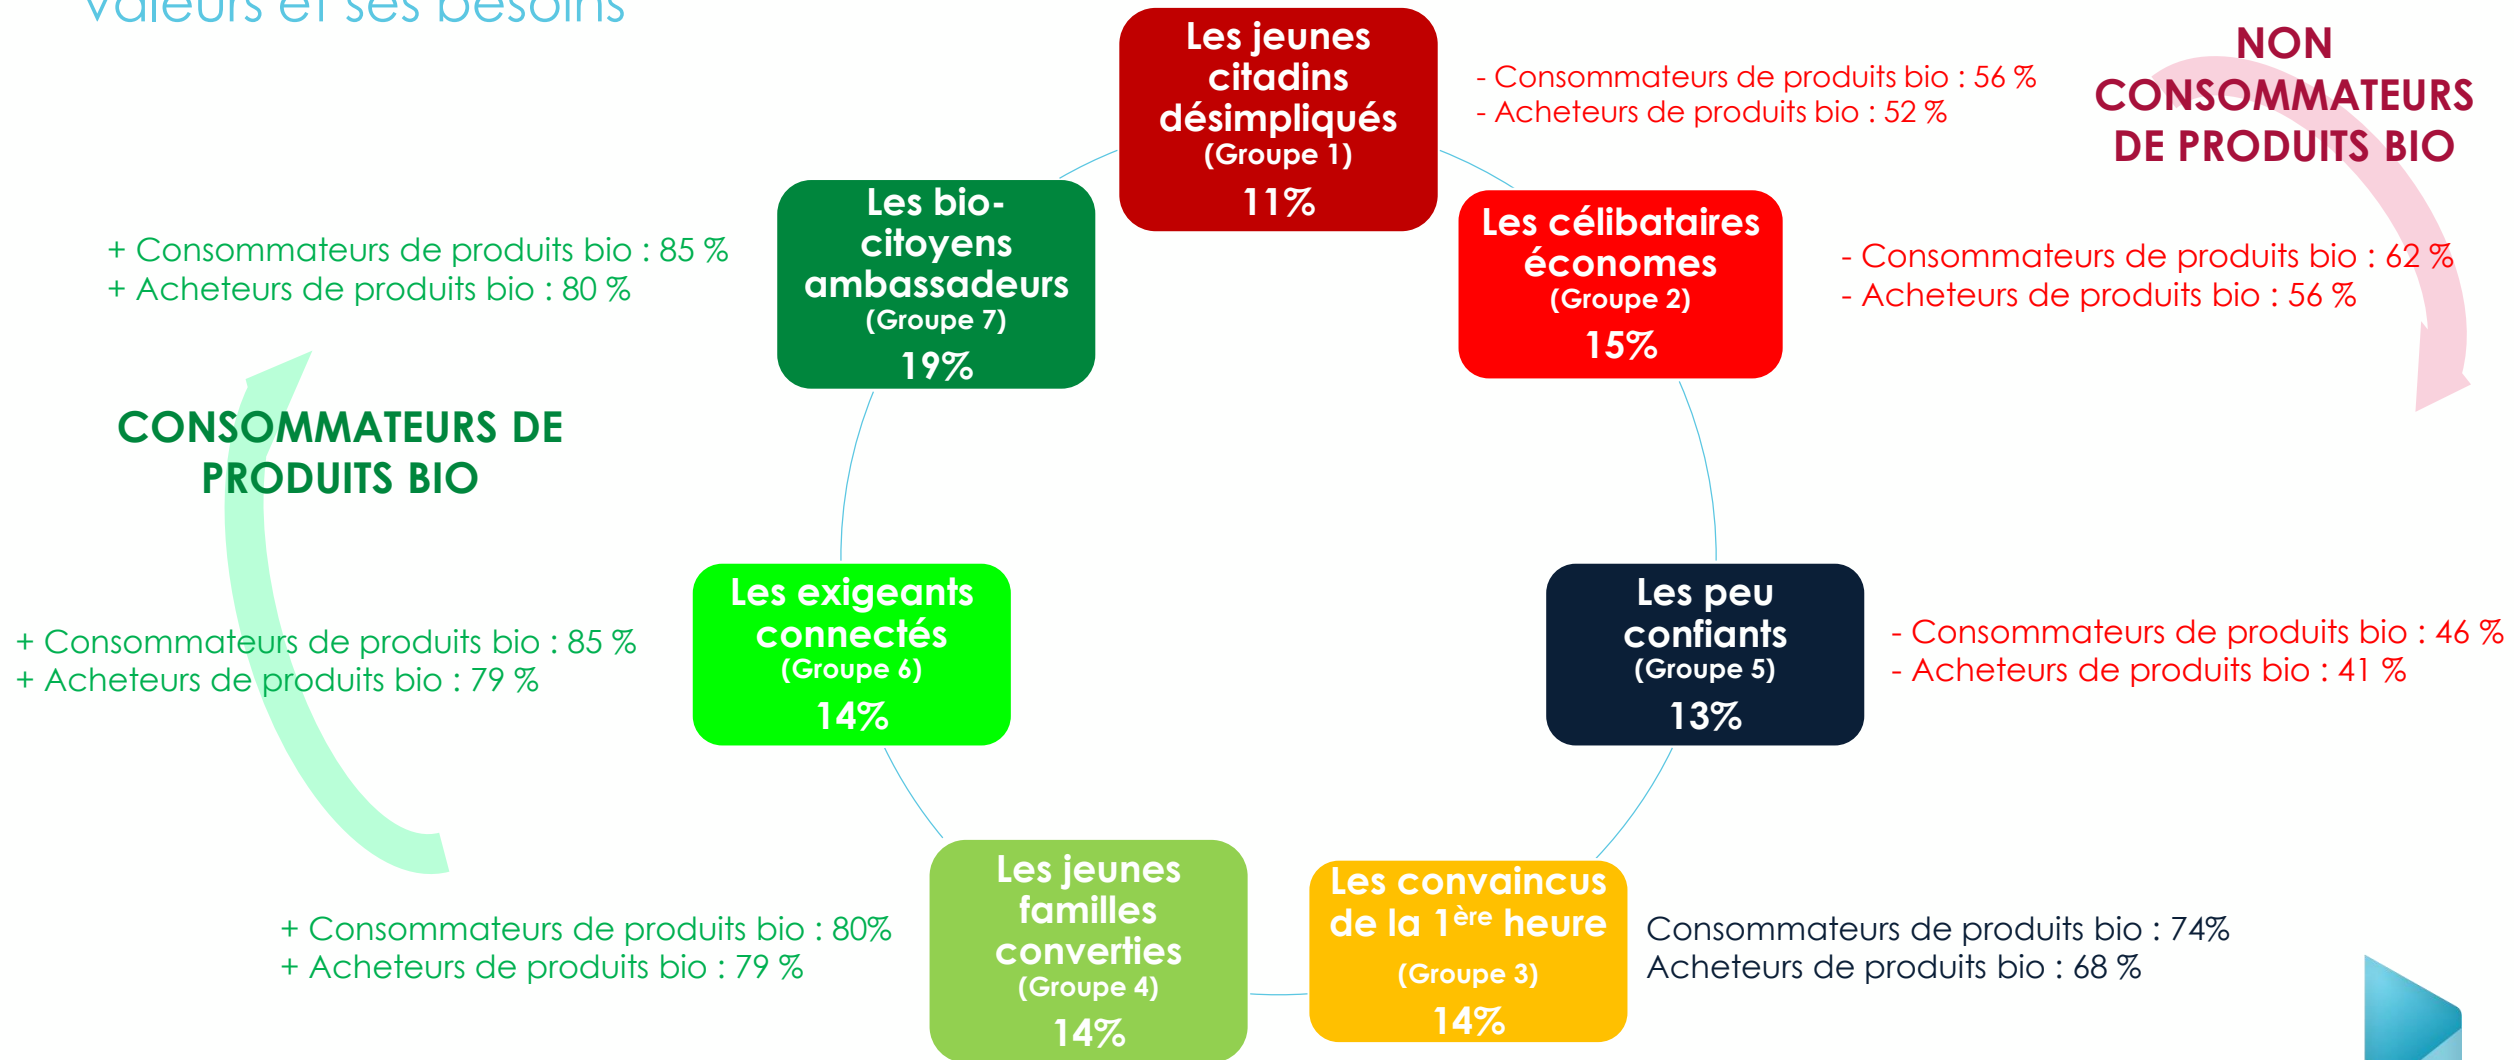 valeurs et ses besoins
Les jeunes
citadins
désimpliqués
(Groupe 1)
11%
- Consommateurs de produits bio : 56 %
- Acheteurs de produits bio : 52 %
NON
CONSOMMATEURS
DE PRODUITS BIO
Les célibataires
économes
(Groupe 2)
15%
- Consommateurs de produits bio : 62 %
- Acheteurs de produits bio : 56 %
Les peu
confiants
(Groupe 5)
13%
- Consommateurs de produits bio : 46 %
- Acheteurs de produits bio : 41 %
Les convaincus
de la 1ère heure
(Groupe 3)
14%
Consommateurs de produits bio : 74%
Acheteurs de produits bio : 68 %
Les jeunes
familles
converties
(Groupe 4)
14%
+ Consommateurs de produits bio : 80%
+ Acheteurs de produits bio : 79 %
Les exigeants
connectés
(Groupe 6)
14%
+ Consommateurs de produits bio : 85 %
+ Acheteurs de produits bio : 79 %
CONSOMMATEURS DE
PRODUITS BIO
Les bio-
citoyens
ambassadeurs
(Groupe 7)
19%
+ Consommateurs de produits bio : 85 %
+ Acheteurs de produits bio : 80 %